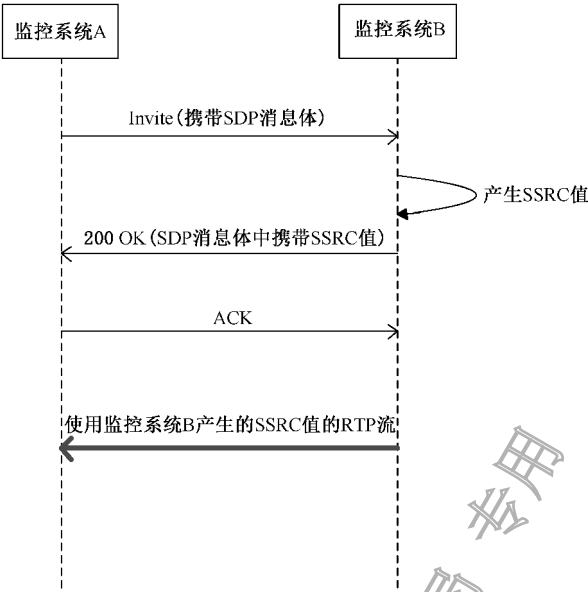 监控系统A
监控系统B
Invite(携带SDP消息体)
产生SSRC值
200 OK(SDP消息体中携带SSRC值)
ACK
使用监控系统B产生的SSRC值的RTP流
专用